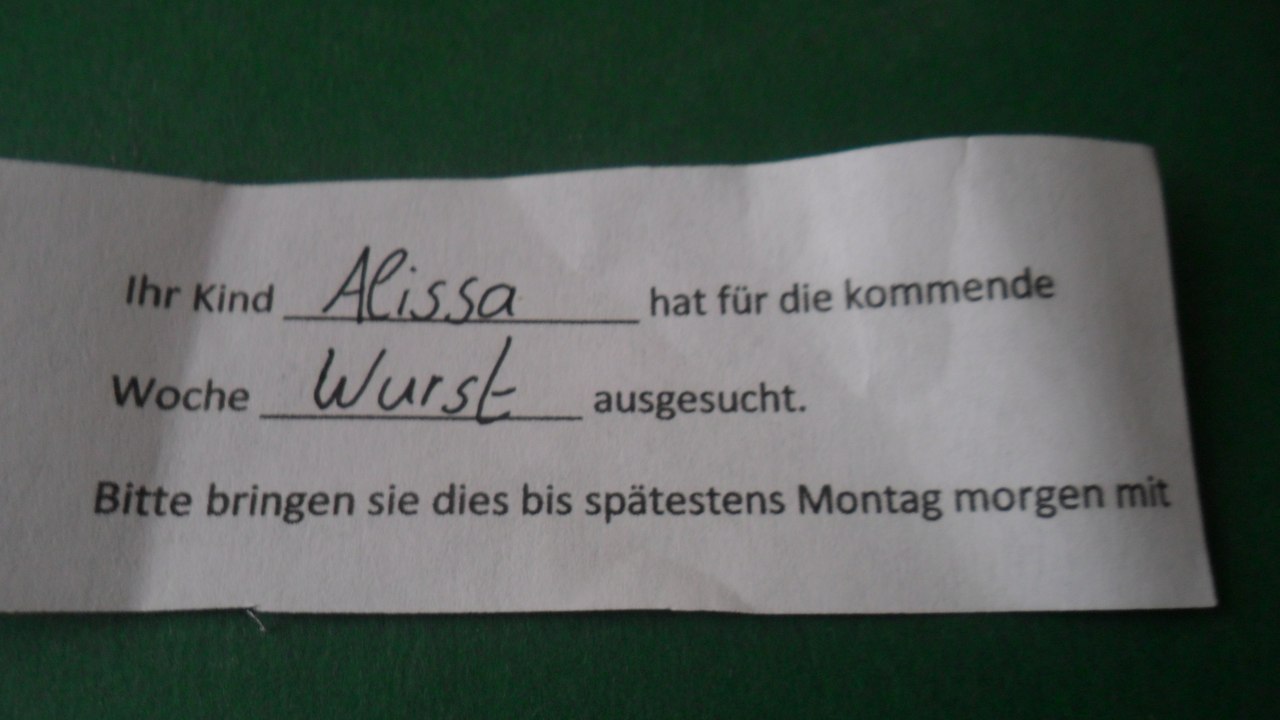 Ihr Kind Alissa hat für die kommende
Woche Wurst ausgesucht.
Bitte bringen sie dies bis spätestens Montag morgen mit